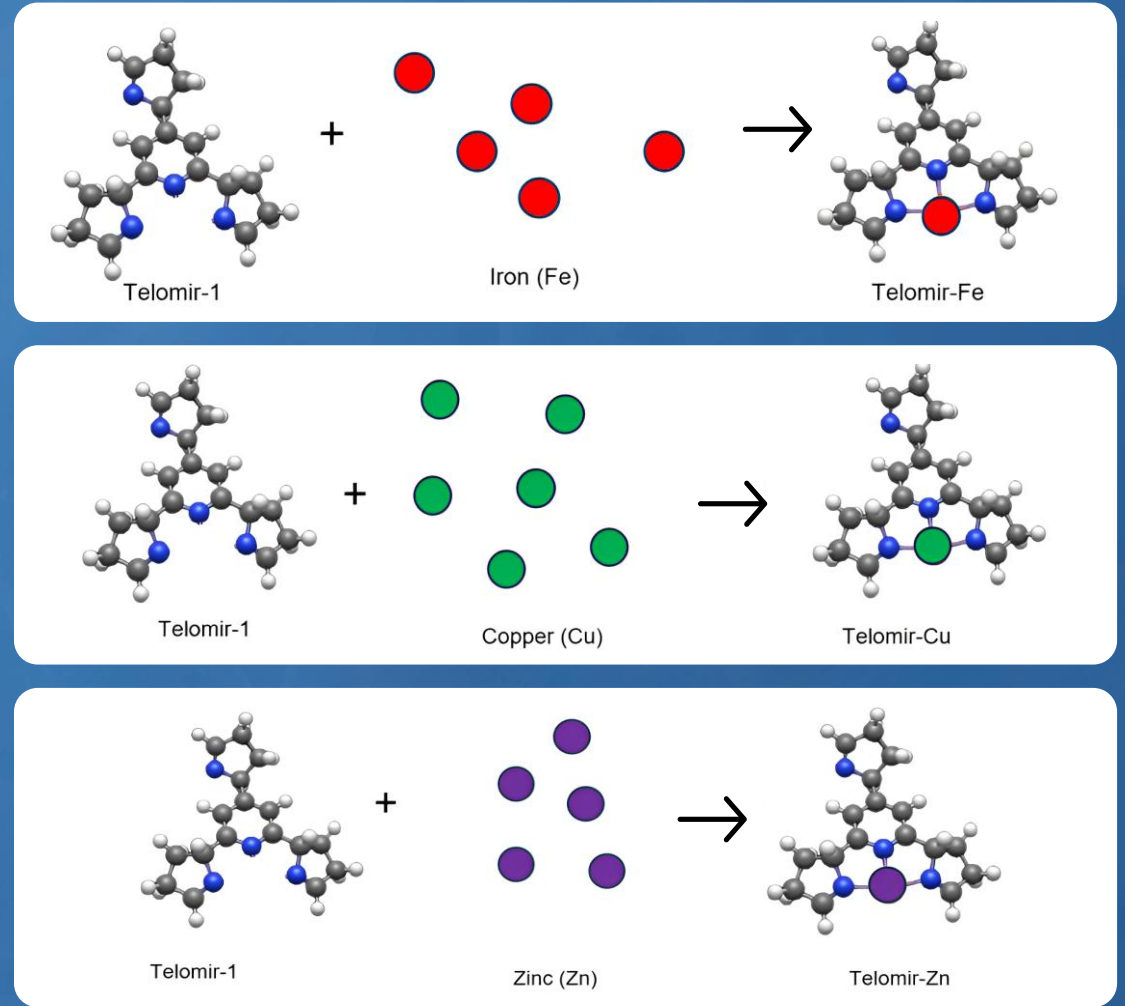 +
Iron (Fe)
Telomir-1
Telomir-Fe
+
Telomir-1
Copper (Cu)
Telomir-Cu
+
Telomir-1
Zinc (Zn)
Telomir-Zn